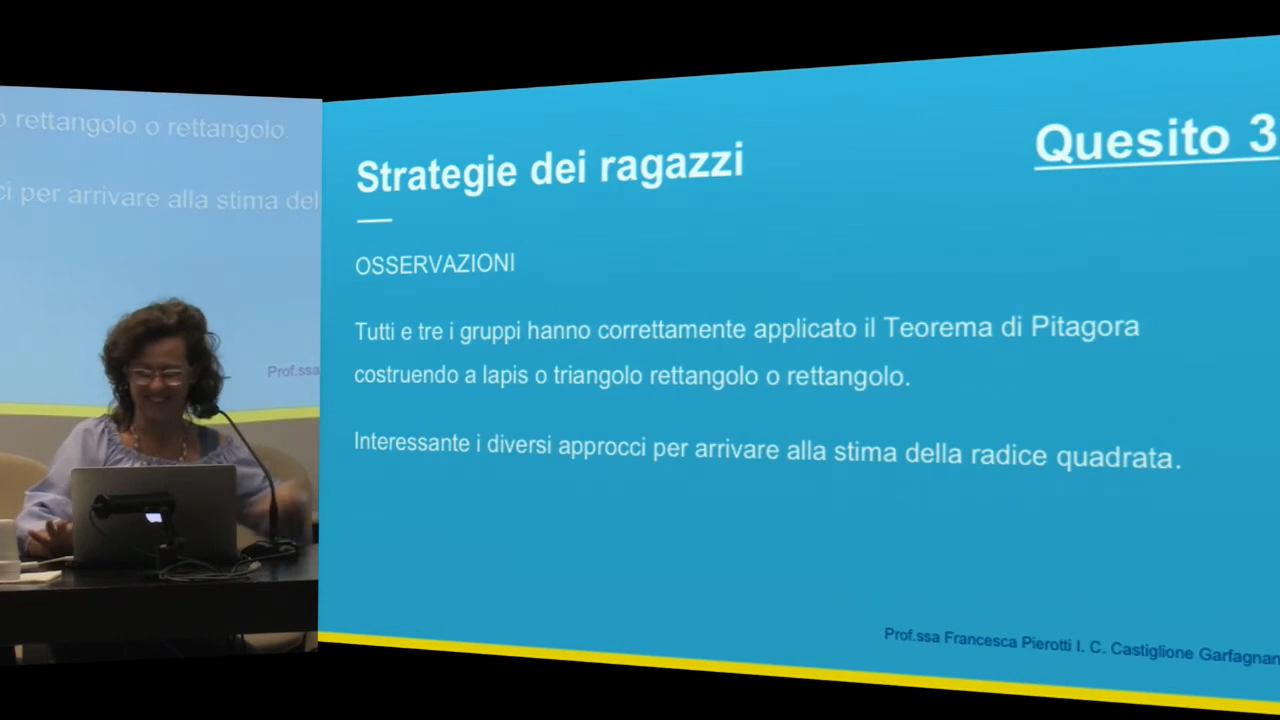 o rettangolo o rettangolo.
ci per arrivare alla stima del
Prof.ssa
Strategie dei ragazzi
Quesito 3
OSSERVAZIONI
Tutti e tre i gruppi hanno correttamente applicato il Teorema di Pitagora
costruendo a lapis o triangolo rettangolo o rettangolo.
Interessante i diversi approcci per arrivare alla stima della radice quadrata.
Prof.ssa Francesca Pierotti I. C. Castiglione Garfagnan